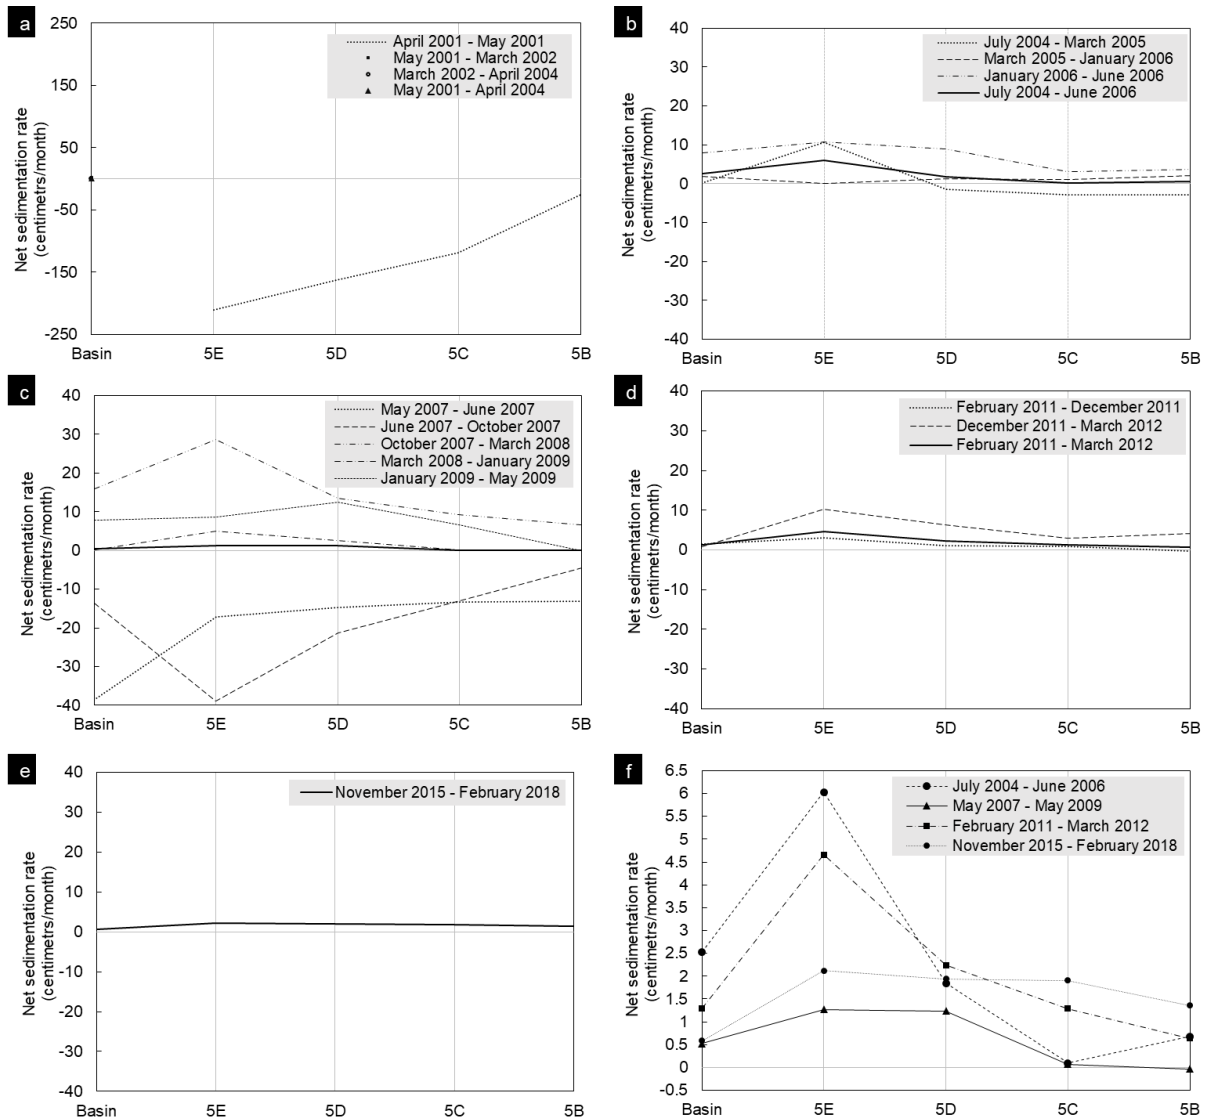 a
Net sedimentation rate
(centimetrs/month)
250
150
50
-50
-150
-250
April 2001 - May 2001
May 2001 - March 2002
March 2002 - April 2004
May 2001 - April 2004
Basin 5E 5D 5C 5B
b
Net sedimentation rate
(centimetrs/month)
40
30
20
10
0
-10
-20
-30
-40
July 2004 - March 2005
March 2005 - January 2006
January 2006 - June 2006
July 2004 - June 2006
Basin 5E 5D 5C 5B
c
Net sedimentation rate
(centimetrs/month)
40
30
20
10
0
-10
-20
-30
-40
May 2007 - June 2007
June 2007 - October 2007
October 2007 - March 2008
March 2008 - January 2009
January 2009 - May 2009
Basin 5E 5D 5C 5B
d
Net sedimentation rate
(centimetrs/month)
40
30
20
10
0
-10
-20
-30
-40
February 2011 - December 2011
December 2011 - March 2012
February 2011 - March 2012
Basin 5E 5D 5C 5B
e
Net sedimentation rate
(centimetrs/month)
40
30
20
10
0
-10
-20
-30
-40
November 2015 - February 2018
Basin 5E 5D 5C 5B
f
Net sedimentation rate
(centimetrs/month)
6.5
6
5.5
5
4.5
4
3.5
3
2.5
2
1.5
1
0.5
0
-0.5
July 2004 - June 2006
May 2007 - May 2009
February 2011 - March 2012
November 2015 - February 2018
Basin 5E 5D 5C 5B